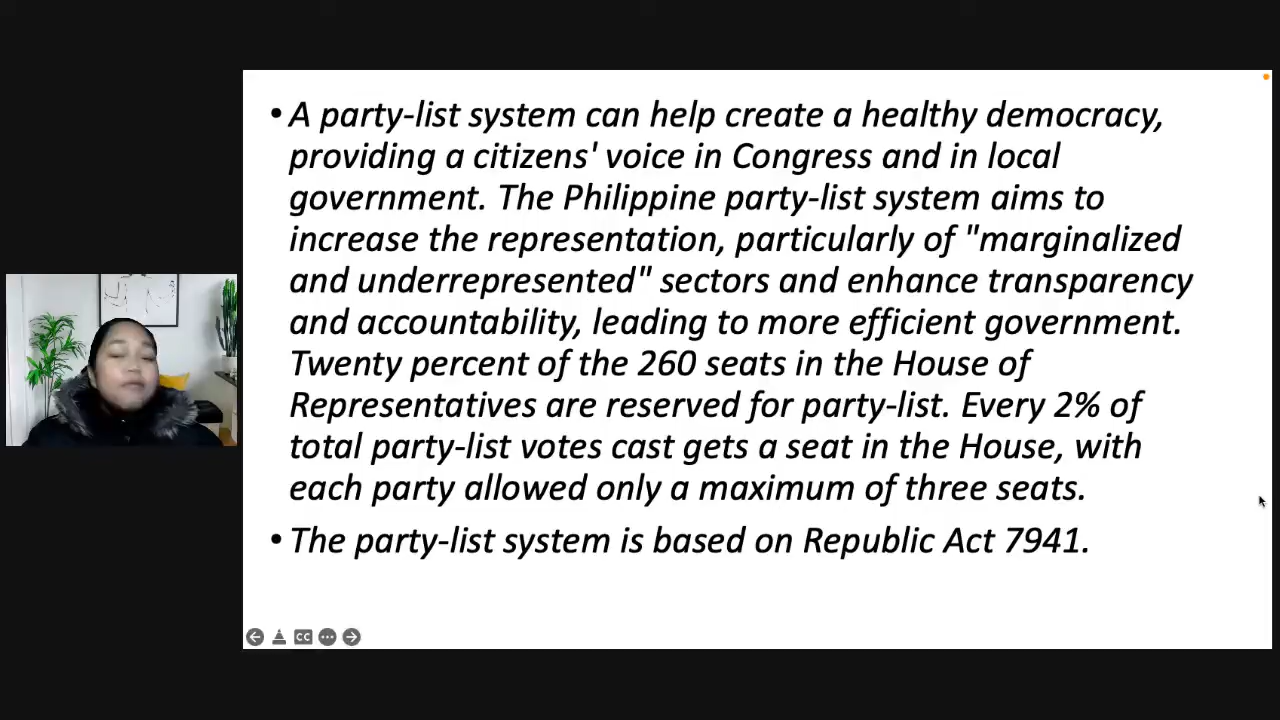 • A party-list system can help create a healthy democracy,
providing a citizens' voice in Congress and in local
government. The Philippine party-list system aims to
increase the representation, particularly of "marginalized
and underrepresented" sectors and enhance transparency
and accountability, leading to more efficient government.
Twenty percent of the 260 seats in the House of
Representatives are reserved for party-list. Every 2% of
total party-list votes cast gets a seat in the House, with
each party allowed only a maximum of three seats.
• The party-list system is based on Republic Act 7941.
CC